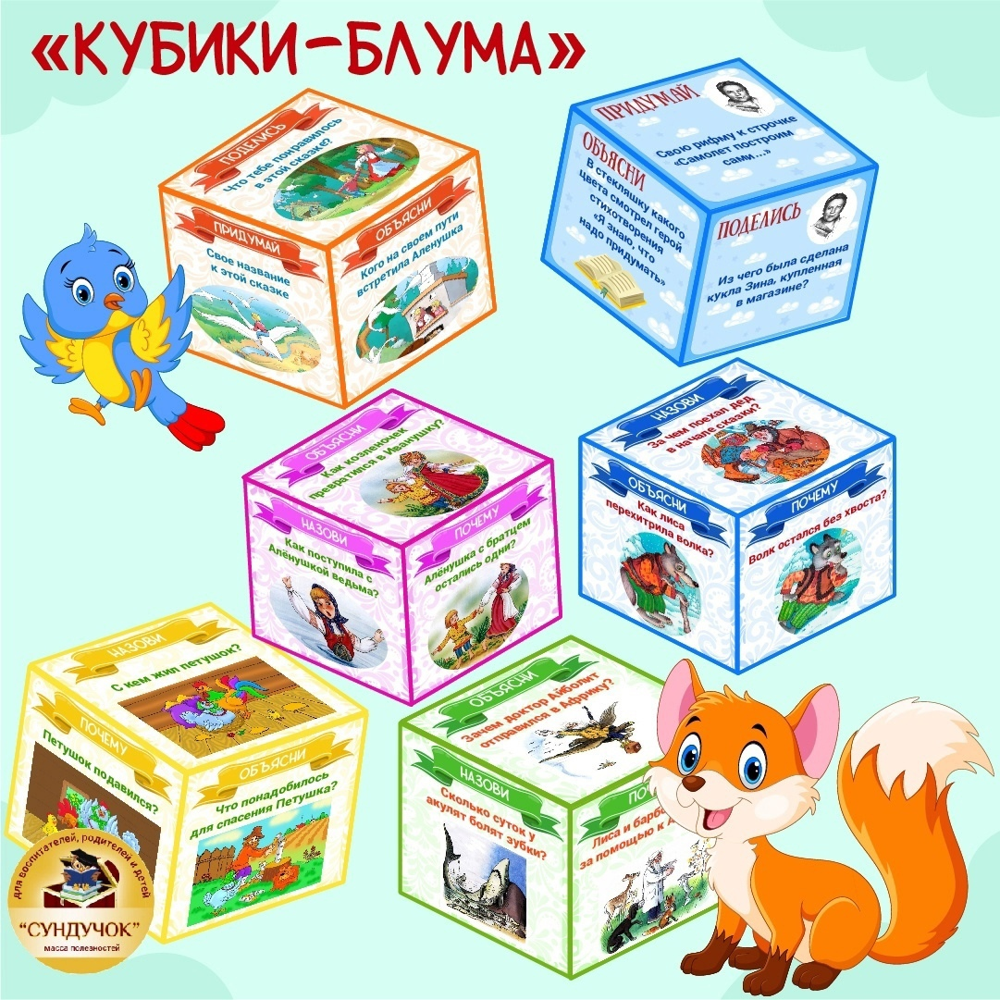 «КУБИКИ-БЛУМА»
ПОДЕЛИСЬ
Что тебе понравилось
в этой сказке?
ПРИДУМАЙ
Свое название
к этой сказке
ОБЪЯСНИ
Кого на своем пути
встретила Аленушка
ПРИДУМАЙ
Свою рифму к строчке
«Самолет построим
сами...»
ОБЪЯСНИ
В стекляшку какого
цвета смотрел герой
стихотворения
«Я знаю, что
надо придумать»
ПОДЕЛИСЬ
Из чего была сделана
кукла Зина, купленная
в магазине?
ОБЪЯСНИ
Как козленочек
превратился в Иванушку?
НАЗОВИ
Как поступила с
Алёнушкой ведьма?
ПОЧЕМУ
Алёнушка с братцем
остались одни?
НАЗОВИ
За чем поехал дед
в начале сказки?
ОБЪЯСНИ
Как лиса
перехитрила волка?
ПОЧЕМУ
Волк остался без хвоста?
НАЗОВИ
С кем жил петушок?
ПОЧЕМУ
Петушок подавился?
ОБЪЯСНИ
Что понадобилось
для спасения Петушка?
ОБЪЯСНИ
Зачем доктор Айболит
отправился в Африку?
НАЗОВИ
Сколько суток у
акулят болят зубки?
Лиса и
за помощью к
для воспитателей, родителей и детей
"СУНДУЧОК"
масса полезностей